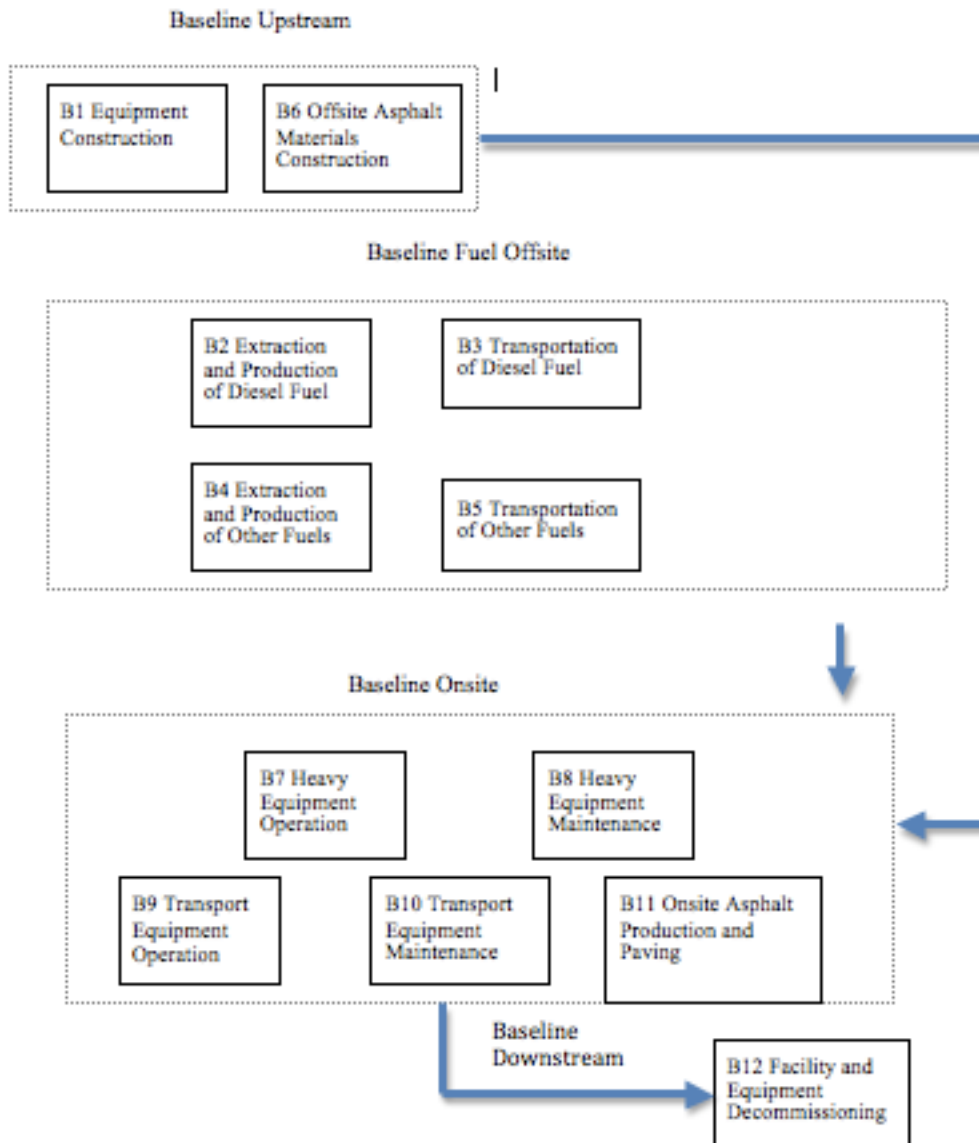 Baseline Upstream
B1 Equipment
Construction
B6 Offsite Asphalt
Materials
Construction
Baseline Fuel Offsite
B2 Extraction
and Production
of Diesel Fuel
B3 Transportation
of Diesel Fuel
B4 Extraction
and Production
of Other Fuels
B5 Transportation
of Other Fuels
Baseline Onsite
B7 Heavy
Equipment
Operation
B8 Heavy
Equipment
Maintenance
B9 Transport
Equipment
Operation
B10 Transport
Equipment
Maintenance
B11 Onsite Asphalt
Production and
Paving
Baseline
Downstream
B12 Facility and
Equipment
Decommissioning